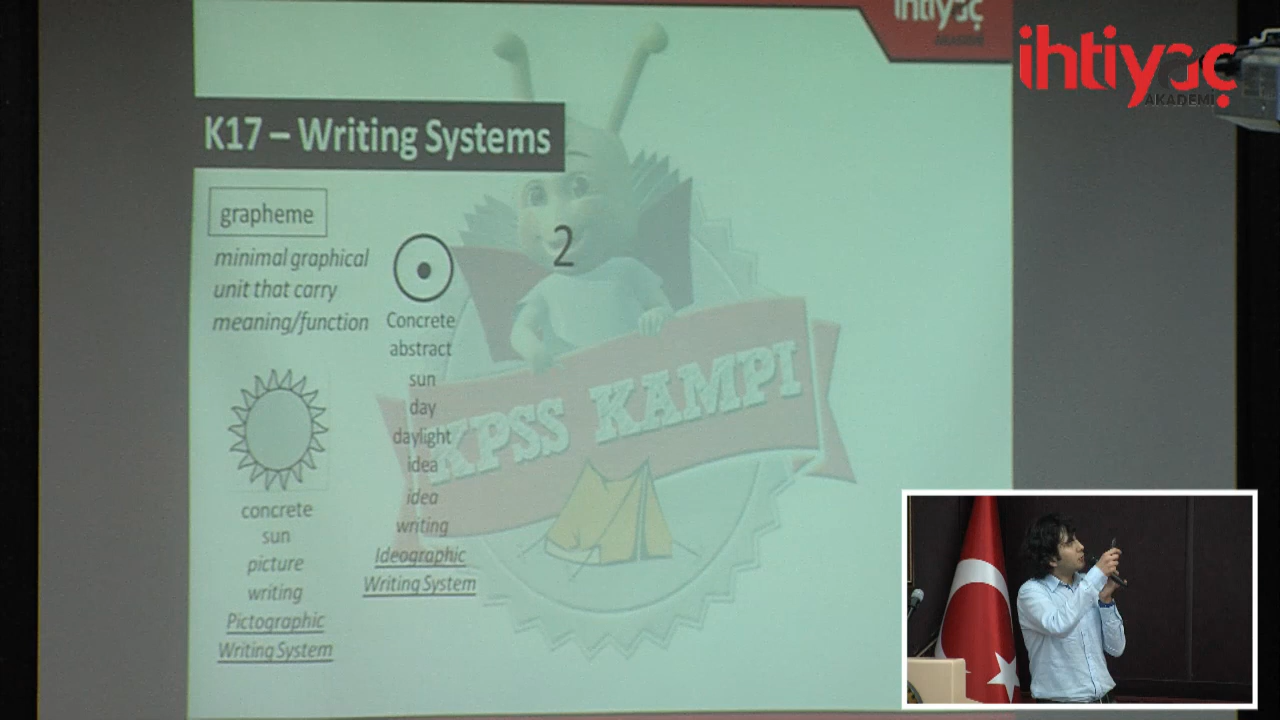 ihtiyaç
AKADEMİ
ihtiyaç
AKADEMİ
K17 – Writing Systems
grapheme
minimal graphical
unit that carry
meaning/function
concrete
sun
picture
writing
Pictographic
Writing System
Concrete
abstract
sun
day
daylight
idea
idea
writing
Ideographic
Writing System
2
KPSS KAMPI